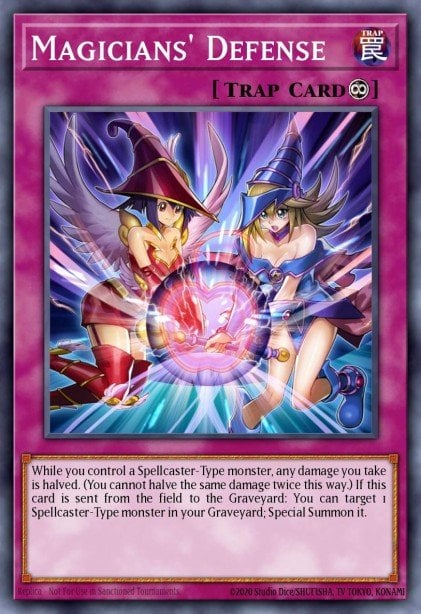 Magicians' Defense
TRAP
罠
[Trap Card]
While you control a Spellcaster-Type monster, any damage you take
is halved. (You cannot halve the same damage twice this way.) If this
card is sent from the field to the Graveyard: You can target 1
Spellcaster-Type monster in your Graveyard; Special Summon it.
Replica - Not For Use in Sanctioned Tournaments
©2020 Studio Dice/SHUEISHA, TV TOKYO, KONAMI